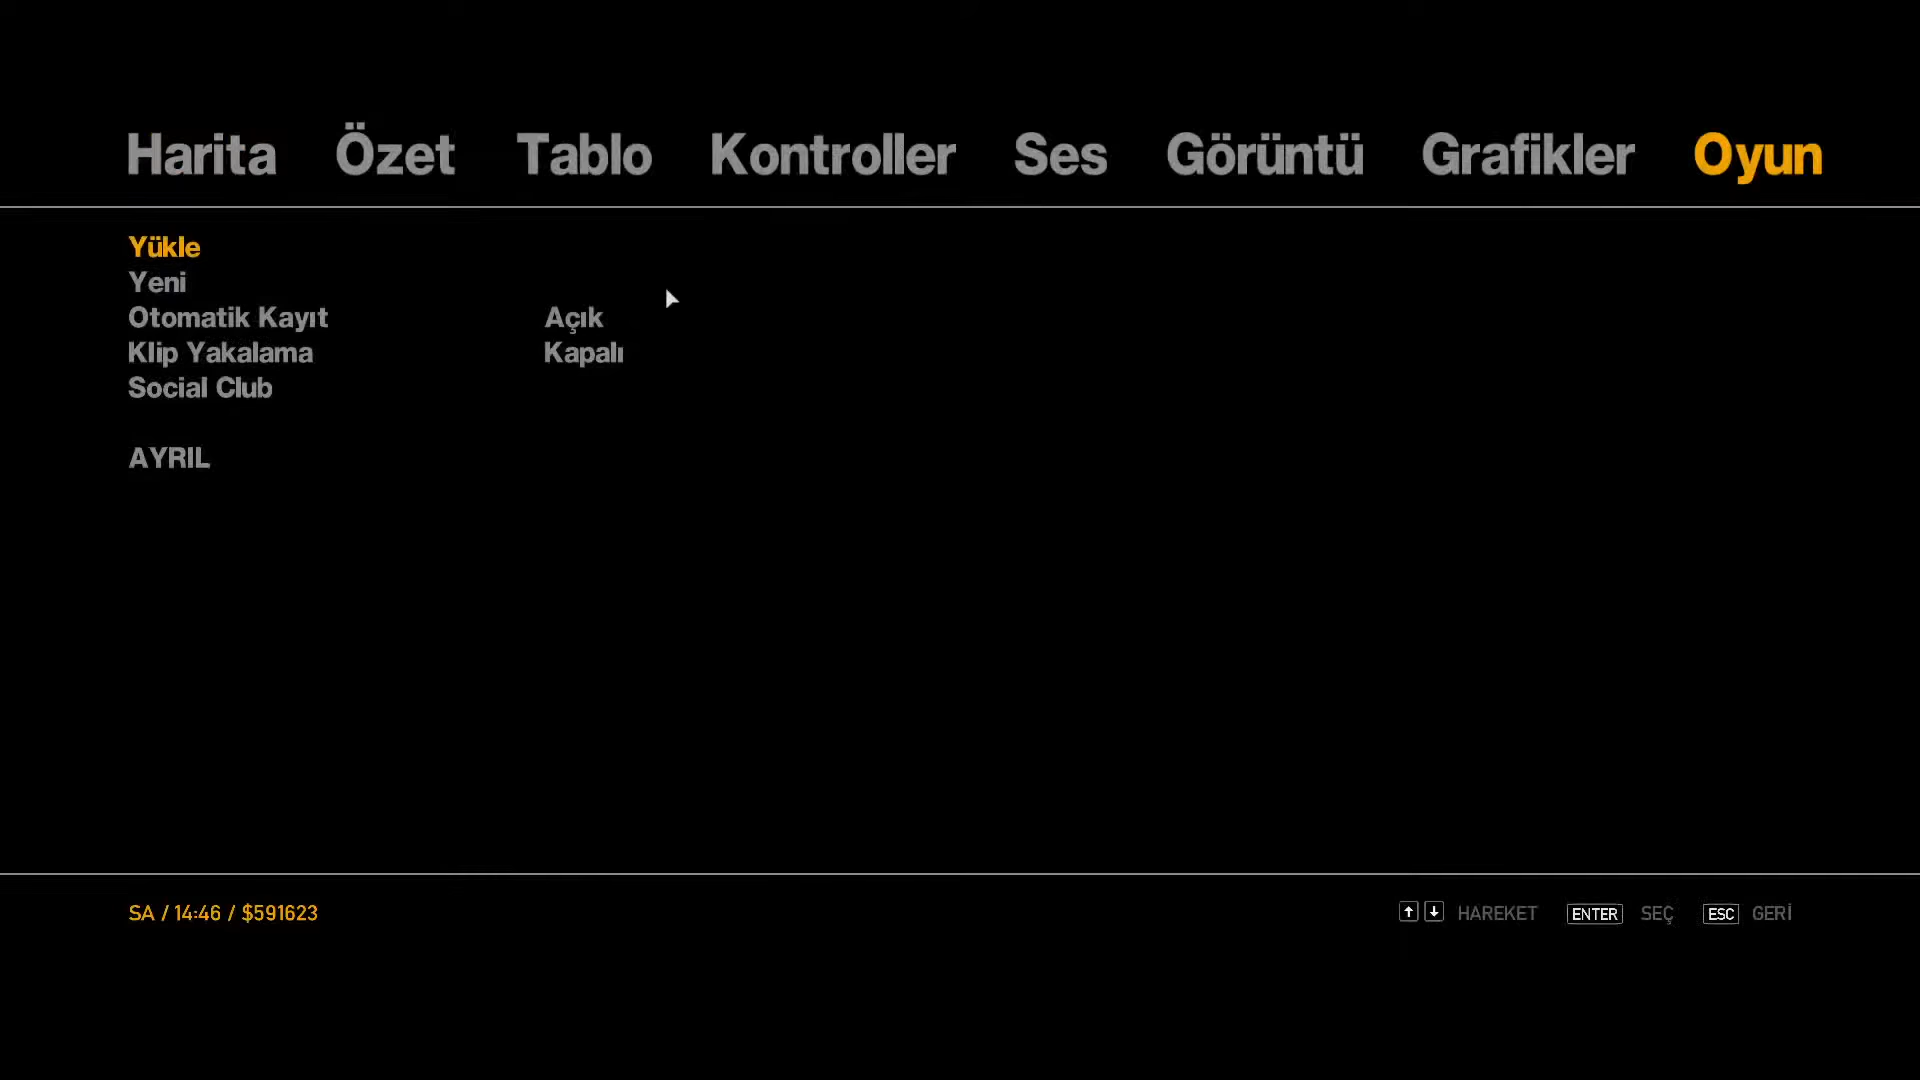 Harita Özet Tablo Kontroller Ses Görüntü Grafikler Oyun
Yükle
Yeni
Otomatik Kayıt Açık
Klip Yakalama Kapalı
Social Club
AYRIL
SA / 14:46 / $591623
HAREKET ENTER SEÇ ESC GERİ